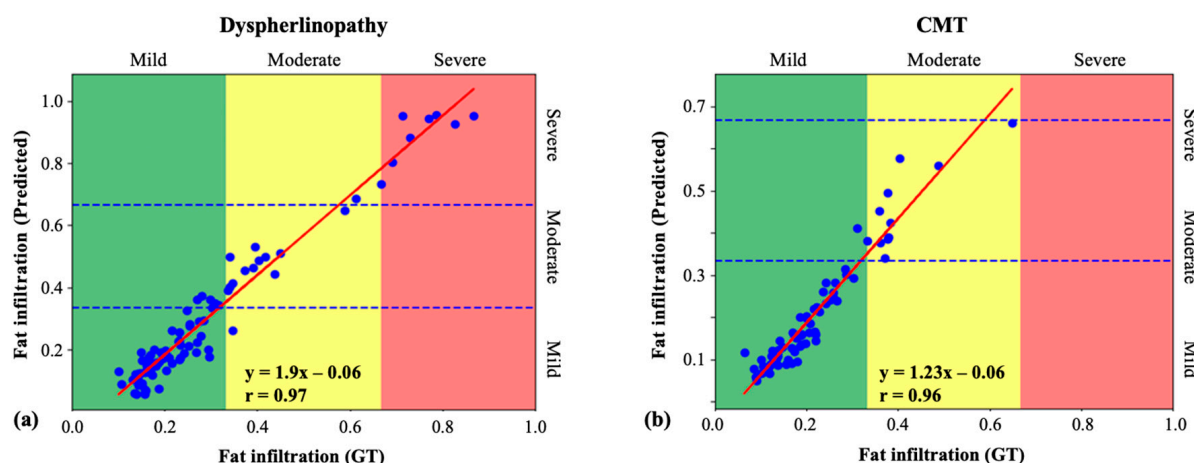 Dyspherlinopathy
Mild Moderate Severe
Fat infiltration (Predicted)
1.0
0.8
0.6
0.4
0.2
Severe
Moderate
Mild
y = 1.9x – 0.06
r = 0.97
(a)
0.0 0.2 0.4 0.6 0.8 1.0
Fat infiltration (GT)
CMT
Mild Moderate Severe
Fat infiltration (Predicted)
0.7
0.5
0.3
0.1
Severe
Moderate
Mild
y = 1.23x – 0.06
r = 0.96
(b)
0.0 0.2 0.4 0.6 0.8 1.0
Fat infiltration (GT)